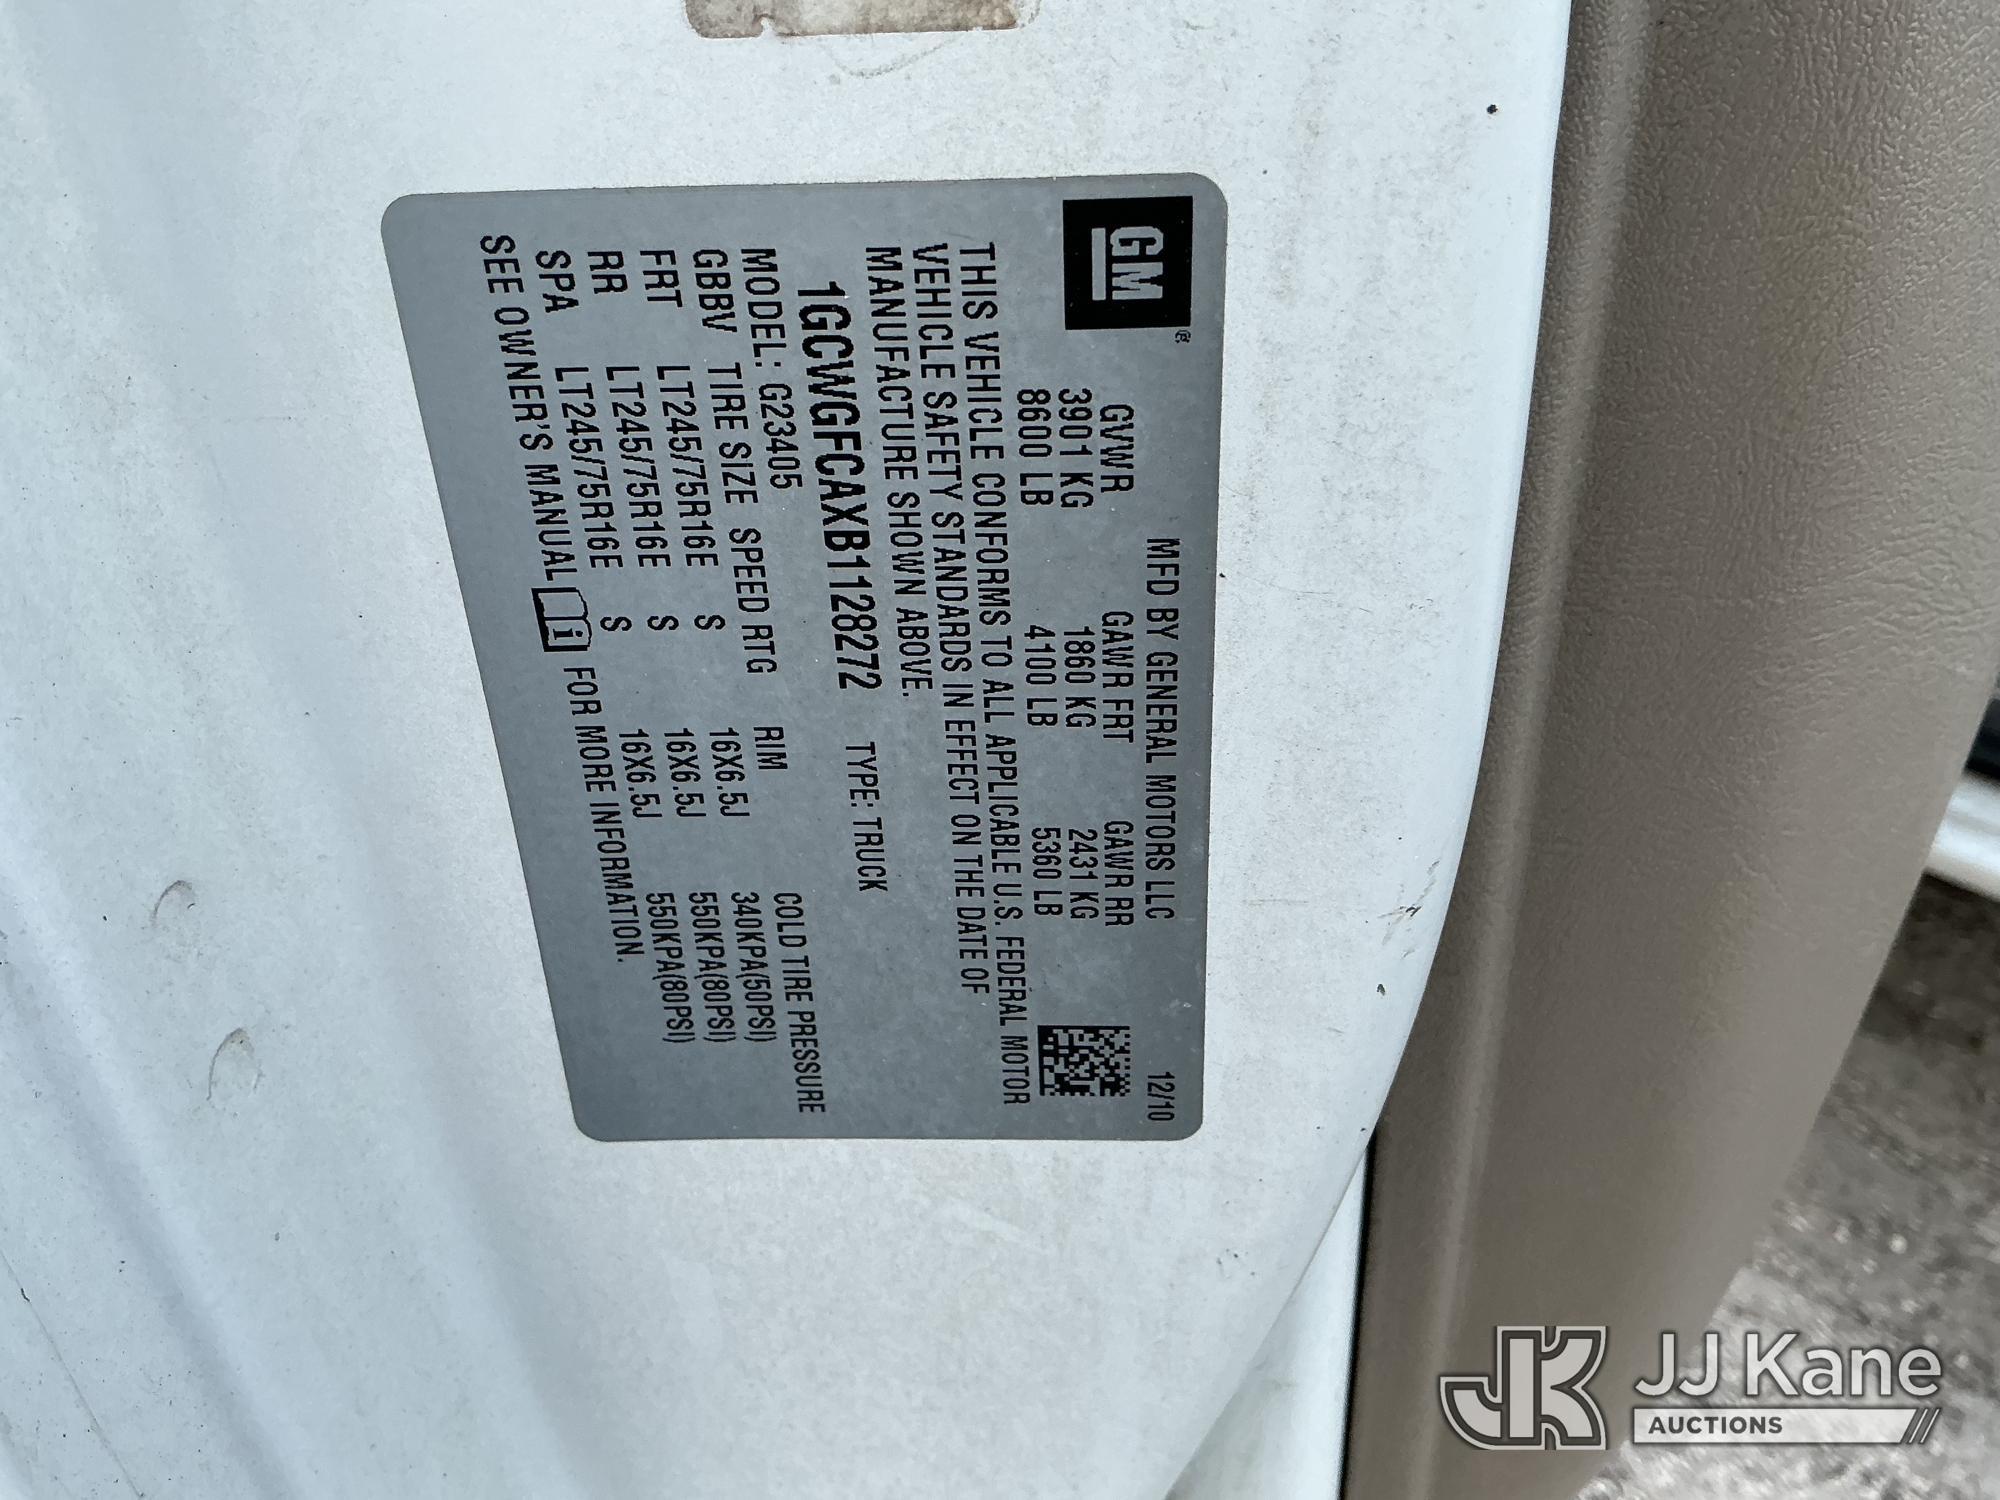 GM
MFD BY GENERAL MOTORS LLC 12/10
GVWR GAWR FRT GAWR RR
3901 KG 1860 KG 2431 KG
8600 LB 4100 LB 5360 LB
THIS VEHICLE CONFORMS TO ALL APPLICABLE U.S. FEDERAL MOTOR
VEHICLE SAFETY STANDARDS IN EFFECT ON THE DATE OF
MANUFACTURE SHOWN ABOVE.
1GCWGFCAXB1128272 TYPE: TRUCK
MODEL: G23405
GBBV TIRE SIZE SPEED RTG RIM COLD TIRE PRESSURE
FRT LT245/75R16E S 16X6.5J 340KPA(50PSI)
RR LT245/75R16E S 16X6.5J 550KPA(80PSI)
SPA LT245/75R16E S 16X6.5J 550KPA(80PSI)
SEE OWNER'S MANUAL i FOR MORE INFORMATION.
JK JJ Kane
AUCTIONS